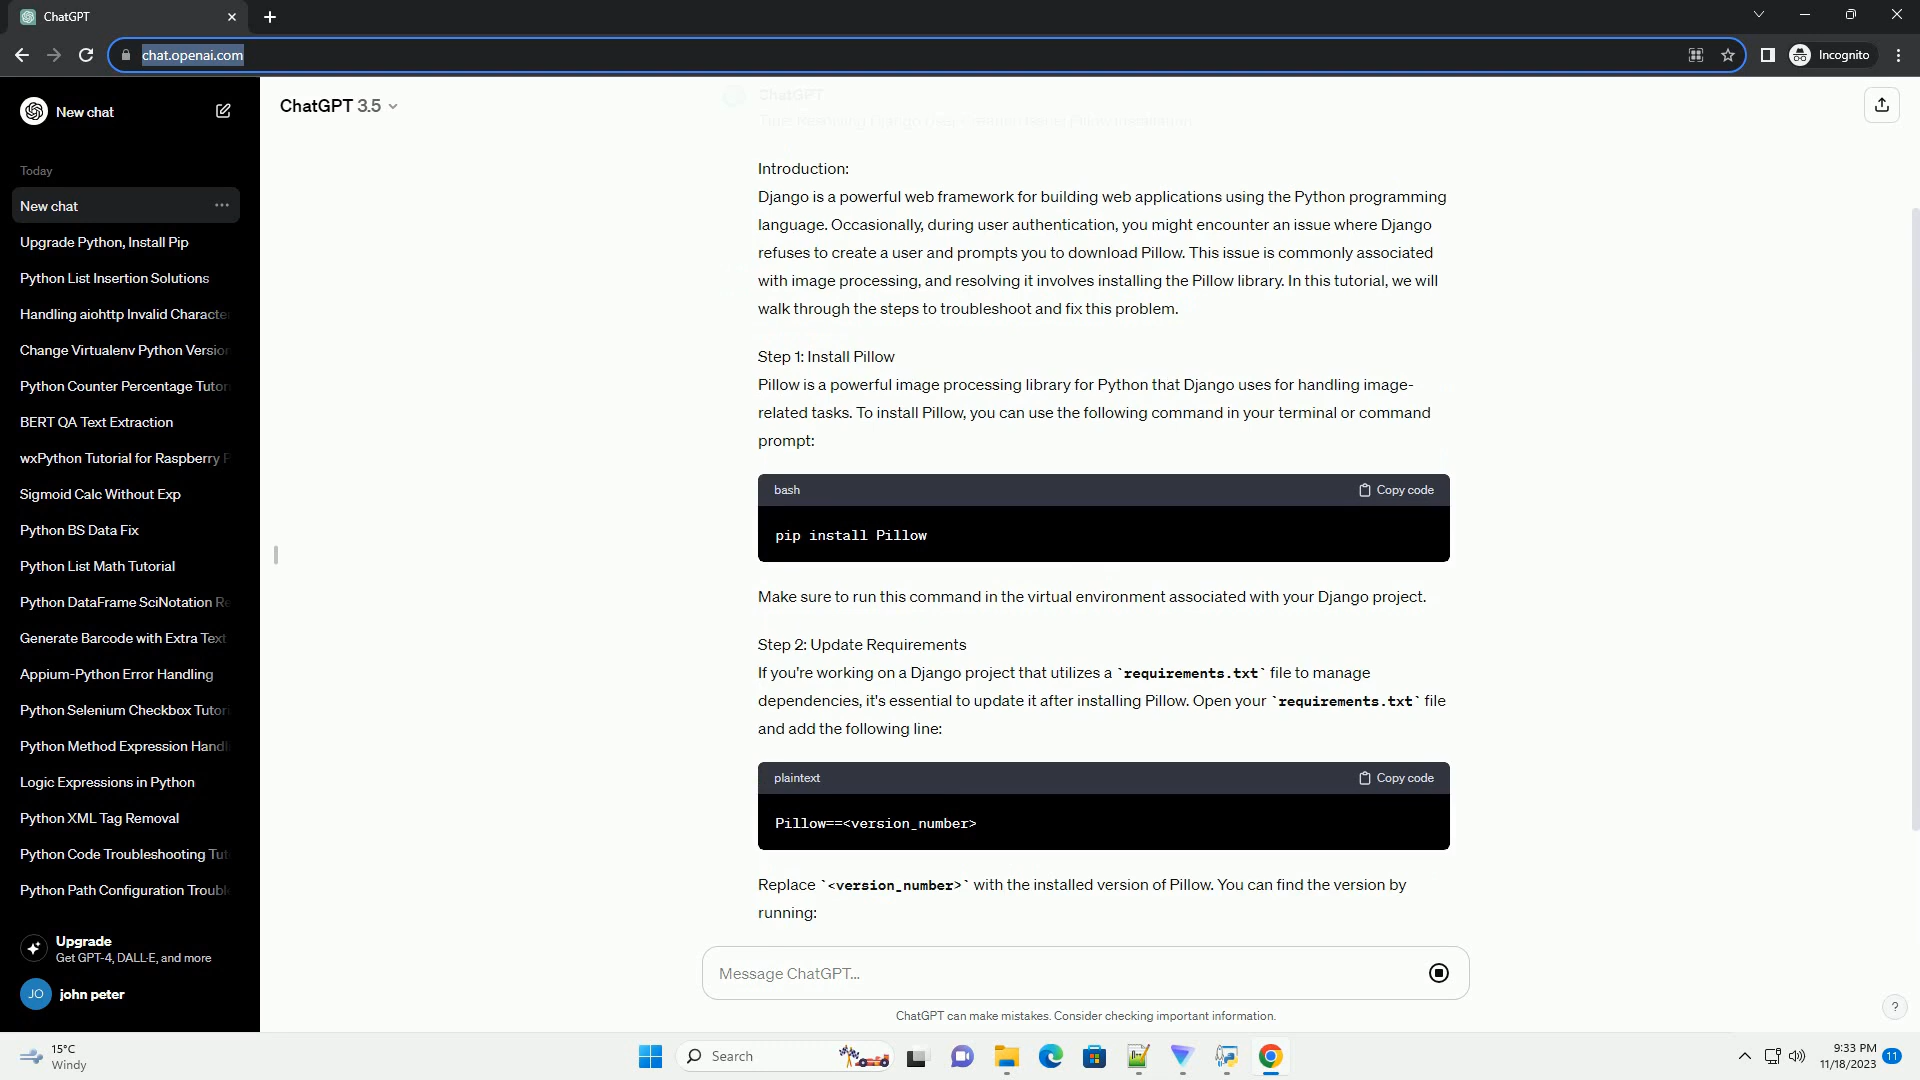 ChatGPT
chat.openai.com
Incognito
New chat
Today
New chat
Upgrade Python, Install Pip
Python List Insertion Solutions
Handling aiohttp Invalid Characte
Change Virtualenv Python Version
Python Counter Percentage Tutor
BERT QA Text Extraction
wxPython Tutorial for Raspberry P
Sigmoid Calc Without Exp
Python BS Data Fix
Python List Math Tutorial
Python DataFrame SciNotation Re
Generate Barcode with Extra Text
Appium-Python Error Handling
Python Selenium Checkbox Tutori
Python Method Expression Handl
Logic Expressions in Python
Python XML Tag Removal
Python Code Troubleshooting Tut
Python Path Configuration Troubl
Upgrade
Get GPT-4, DALL·E, and more
JO john peter
ChatGPT 3.5
ChatGPT
Introduction:
Django is a powerful web framework for building web applications using the Python programming
language. Occasionally, during user authentication, you might encounter an issue where Django
refuses to create a user and prompts you to download Pillow. This issue is commonly associated
with image processing, and resolving it involves installing the Pillow library. In this tutorial, we will
walk through the steps to troubleshoot and fix this problem.
Step 1: Install Pillow
Pillow is a powerful image processing library for Python that Django uses for handling image-
related tasks. To install Pillow, you can use the following command in your terminal or command
prompt:
bash Copy code
pip install Pillow
Make sure to run this command in the virtual environment associated with your Django project.
Step 2: Update Requirements
If you're working on a Django project that utilizes a `requirements.txt` file to manage
dependencies, it's essential to update it after installing Pillow. Open your `requirements.txt` file
and add the following line:
plaintext Copy code
Pillow==<version_number>
Replace `<version_number>` with the installed version of Pillow. You can find the version by
running:
Message ChatGPT...
ChatGPT can make mistakes. Consider checking important information.
?
15°C
Windy
Search
9:33 PM
11/18/2023
11